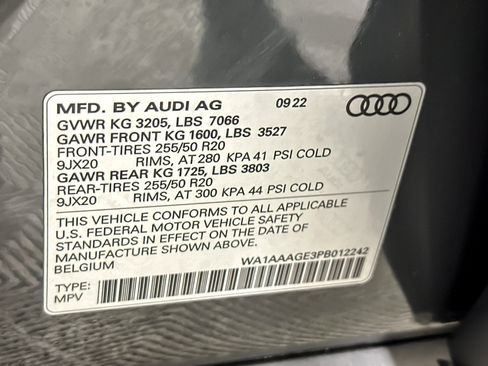 MFD. BY AUDI AG 09 22
GVWR KG 3205, LBS 7066
GAWR FRONT KG 1600, LBS 3527
FRONT-TIRES 255/50 R20
9JX20 RIMS, AT 280 KPA 41 PSI COLD
GAWR REAR KG 1725, LBS 3803
REAR-TIRES 255/50 R20
9JX20 RIMS, AT 300 KPA 44 PSI COLD
THIS VEHICLE CONFORMS TO ALL APPLICABLE
U.S. FEDERAL MOTOR VEHICLE SAFETY
STANDARDS IN EFFECT ON THE DATE OF
MANUFACTURE SHOWN ABOVE.
BELGIUM WA1AAAGE3PB012242
TYPE:
MPV